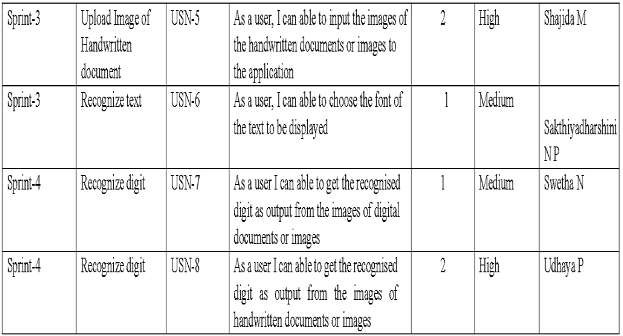 Sprint-3 Upload Image of USN-5 As a user, I can able to input the images of 2 High Shajida M
Handwritten the handwritten documents or images to
document the application
Sprint-3 Recognize text USN-6 As a user, I can able to choose the font of 1 Medium
the text to be displayed Sakthiyadharshini
N P
Sprint-4 Recognize digit USN-7 As a user I can able to get the recognised 1 Medium Swetha N
digit as output from the images of digital
documents or images
Sprint-4 Recognize digit USN-8 As a user I can able to get the recognised 2 High Udhaya P
digit as output from the images of
handwritten documents or images